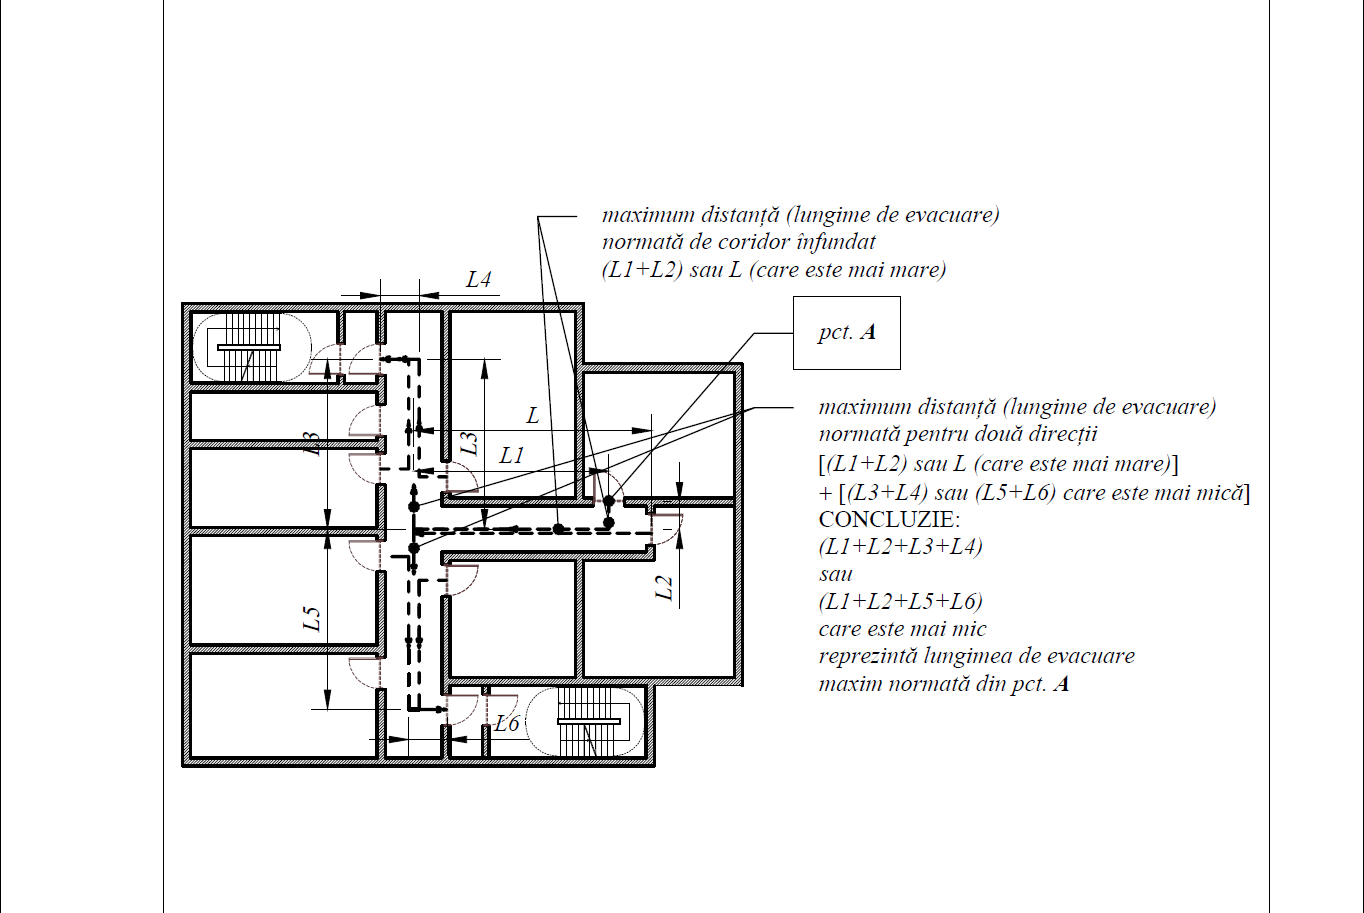 maximum distanță (lungime de evacuare)
normată de coridor înfundat
(L1+L2) sau L (care este mai mare)
L4
pct. A
maximum distanță (lungime de evacuare)
normată pentru două direcții
[(L1+L2) sau L (care este mai mare)]
+ [(L3+L4) sau (L5+L6) care este mai mică]
CONCLUZIE:
(L1+L2+L3+L4)
sau
(L1+L2+L5+L6)
care este mai mic
reprezintă lungimea de evacuare
maxim normată din pct. A
L
L3
L3
L1
L2
L5
L6